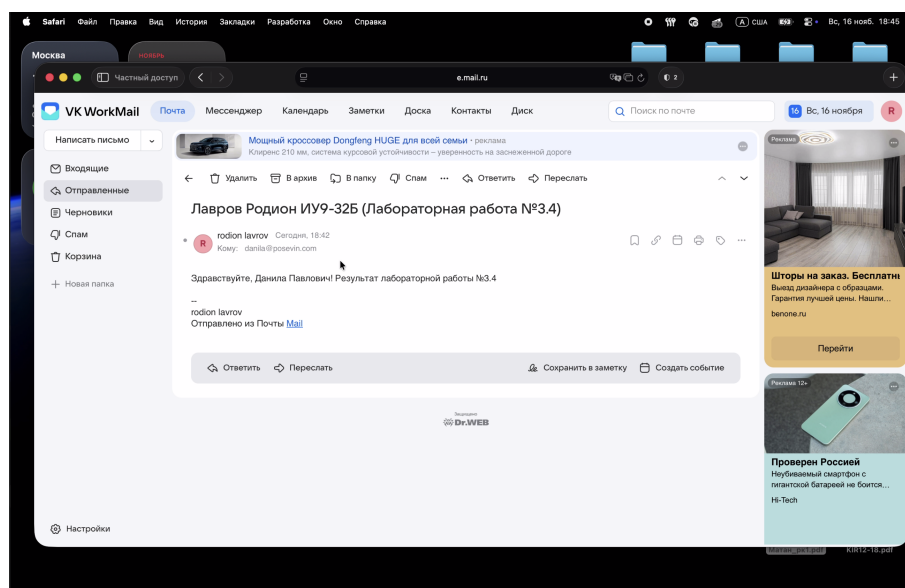 Safari Файл Правка Вид История Закладки Разработка Окно Справка
A США Вс, 16 нояб. 18:45
Москва
НОЯБРЬ
Частный доступ
e.mail.ru
2
VK WorkMail Почта Мессенджер Календарь Заметки Доска Контакты Диск
Поиск по почте
16 Вс, 16 ноября R
Написать письмо
Входящие
Отправленные
Черновики
Спам
Корзина
Новая папка
Настройки
Мощный кроссовер Dongfeng HUGE для всей семьи · реклама
Клиренс 210 мм, система курсовой устойчивости – уверенность на заснеженной дороге
Удалить В архив В папку Спам ··· Ответить Переслать
Лавров Родион ИУ9-32Б (Лабораторная работа №3.4)
R
rodion lavrov Сегодня, 18:42
Кому: danila@posevin.com
Здравствуйте, Данила Павлович! Результат лабораторной работы №3.4
--
rodion lavrov
Отправлено из Почты Mail
Ответить Переслать Сохранить в заметку Создать событие
Защищено
Dr.WEB
Реклама
Шторы на заказ. Бесплатн
Выезд дизайнера с образцами.
Гарантия лучшей цены. Нашли...
benone.ru
Перейти
Реклама 12+
Проверен Россией
Неубиваемый смартфон с
гигантской батареей не боится...
Hi-Tech
Матан_рк1.pdf KIR12-18.pdf